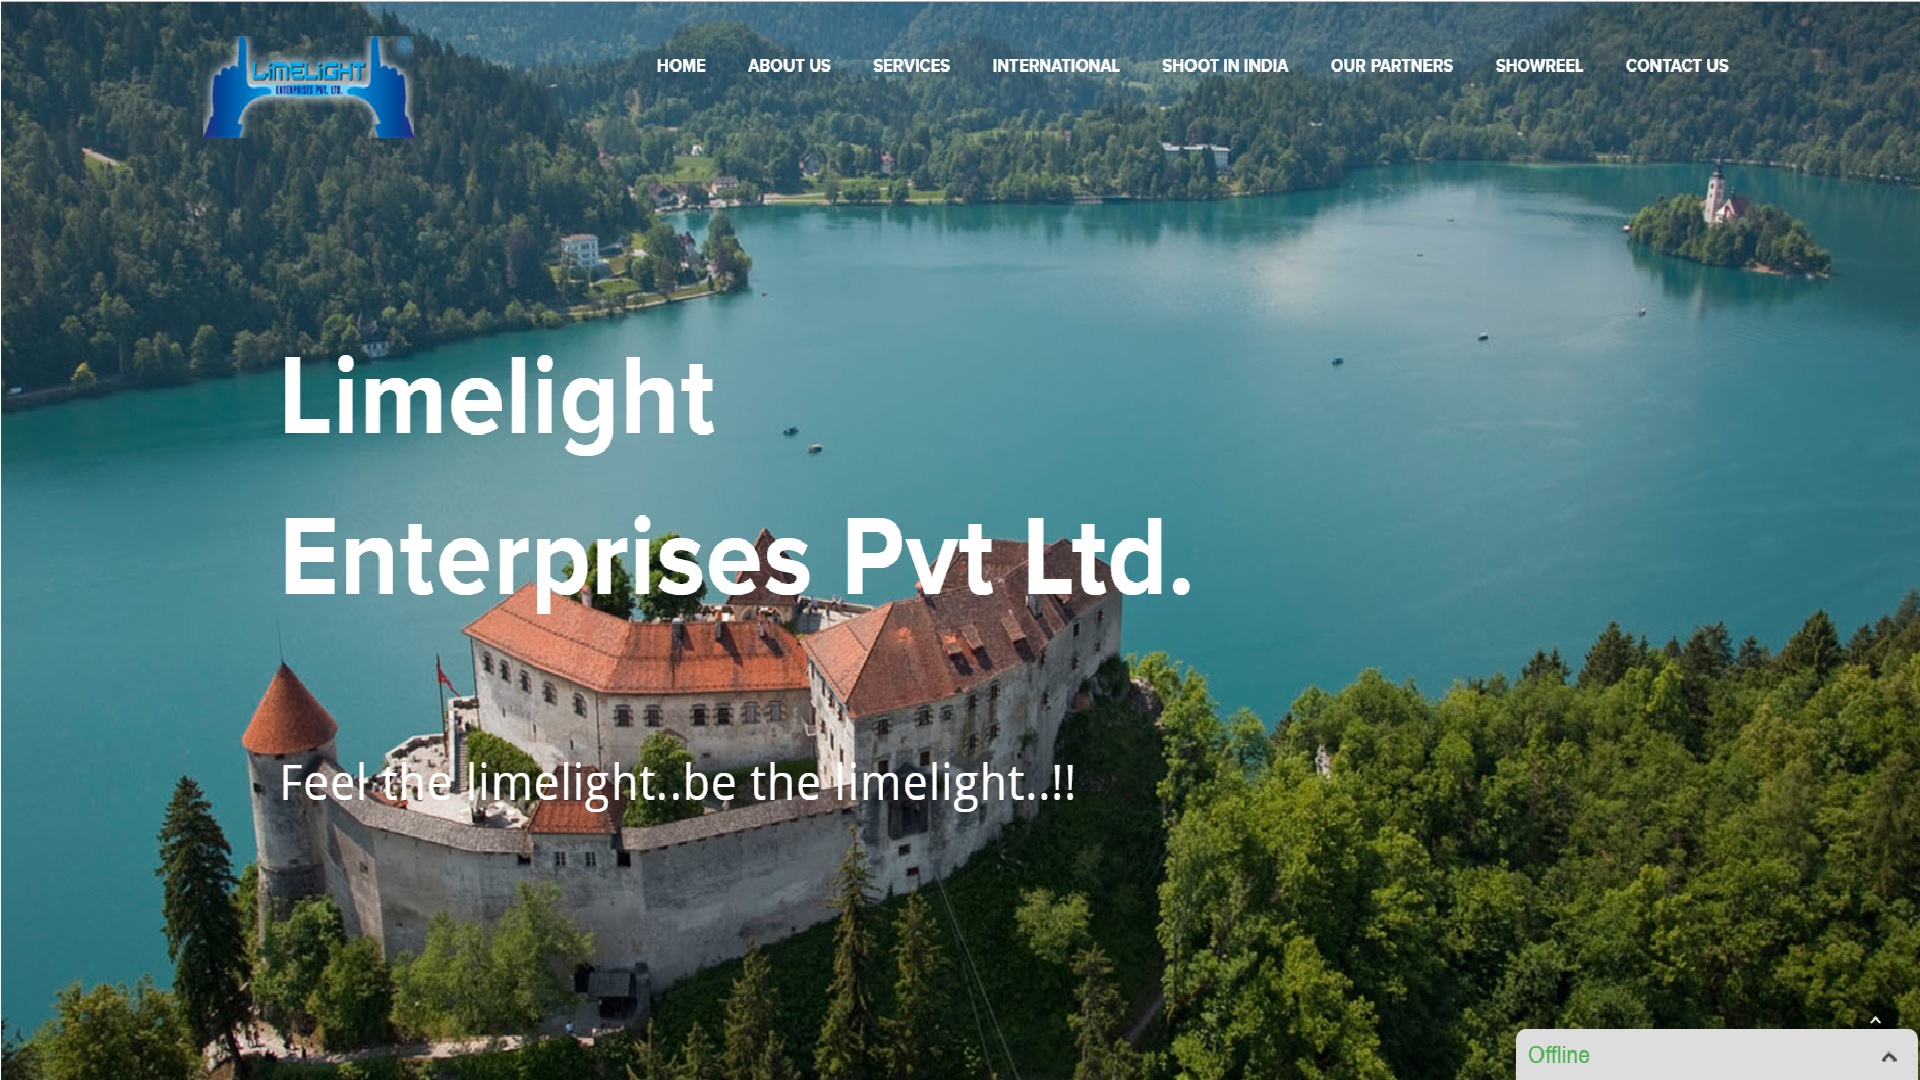 LIMELIGHT
ENTERPRISES PVT. LTD.
HOME ABOUT US SERVICES INTERNATIONAL SHOOT IN INDIA OUR PARTNERS SHOWREEL CONTACT US
Limelight
Enterprises Pvt Ltd.
Feel the limelight..be the limelight..!!
Offline